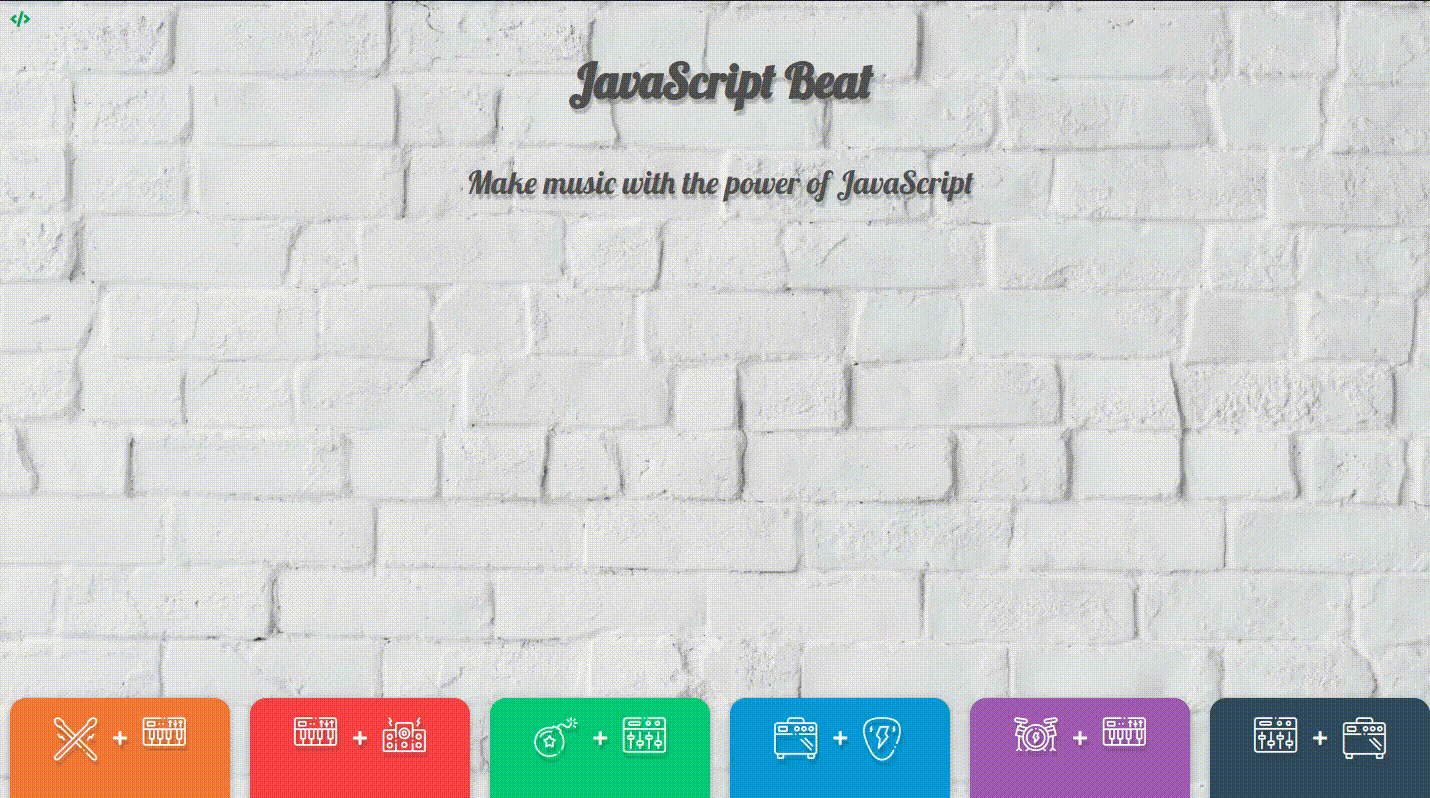 </>
JavaScript Beat
Make music with the power of JavaScript
+ + + + + +